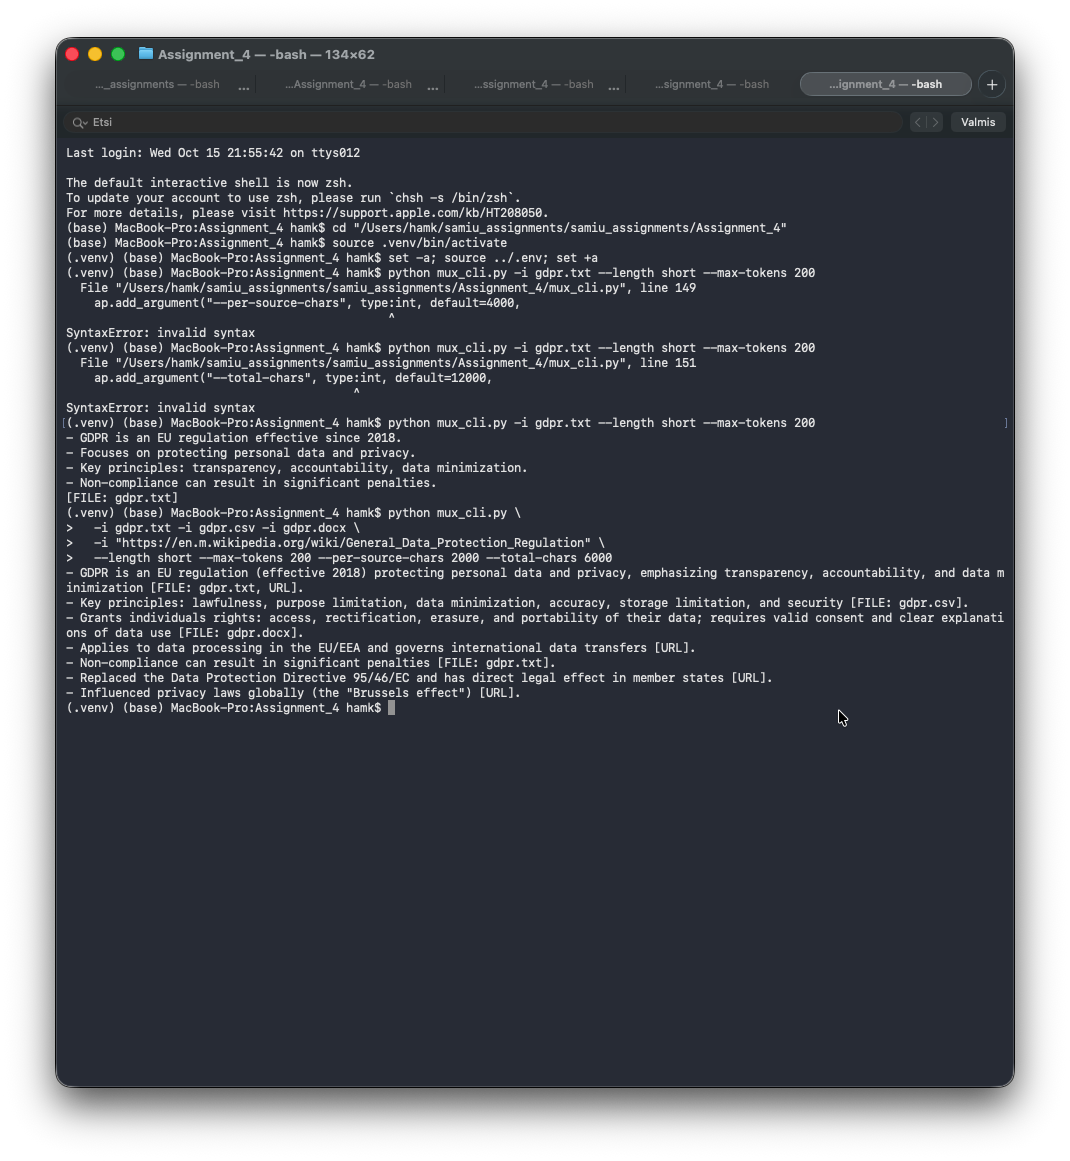 Assignment_4 — -bash — 134×62
..._assignments — -bash ... ...Assignment_4 — -bash ... ...ssignment_4 — -bash ... ...signment_4 — -bash ...ignment_4 — -bash +
Etsi < > Valmis
Last login: Wed Oct 15 21:55:42 on ttys012
The default interactive shell is now zsh.
To update your account to use zsh, please run `chsh -s /bin/zsh`.
For more details, please visit https://support.apple.com/kb/HT208050.
(base) MacBook-Pro:Assignment_4 hamk$ cd "/Users/hamk/samiu_assignments/samiu_assignments/Assignment_4"
(base) MacBook-Pro:Assignment_4 hamk$ source .venv/bin/activate
(.venv) (base) MacBook-Pro:Assignment_4 hamk$ set -a; source ../.env; set +a
(.venv) (base) MacBook-Pro:Assignment_4 hamk$ python mux_cli.py -i gdpr.txt --length short --max-tokens 200
  File "/Users/hamk/samiu_assignments/samiu_assignments/Assignment_4/mux_cli.py", line 149
    ap.add_argument("--per-source-chars", type:int, default=4000,
                                              ^
SyntaxError: invalid syntax
(.venv) (base) MacBook-Pro:Assignment_4 hamk$ python mux_cli.py -i gdpr.txt --length short --max-tokens 200
  File "/Users/hamk/samiu_assignments/samiu_assignments/Assignment_4/mux_cli.py", line 151
    ap.add_argument("--total-chars", type:int, default=12000,
                                         ^
SyntaxError: invalid syntax
[(.venv) (base) MacBook-Pro:Assignment_4 hamk$ python mux_cli.py -i gdpr.txt --length short --max-tokens 200 ]
- GDPR is an EU regulation effective since 2018.
- Focuses on protecting personal data and privacy.
- Key principles: transparency, accountability, data minimization.
- Non-compliance can result in significant penalties.
[FILE: gdpr.txt]
(.venv) (base) MacBook-Pro:Assignment_4 hamk$ python mux_cli.py \
>   -i gdpr.txt -i gdpr.csv -i gdpr.docx \
>   -i "https://en.m.wikipedia.org/wiki/General_Data_Protection_Regulation" \
>   --length short --max-tokens 200 --per-source-chars 2000 --total-chars 6000
- GDPR is an EU regulation (effective 2018) protecting personal data and privacy, emphasizing transparency, accountability, and data m
inimization [FILE: gdpr.txt, URL].
- Key principles: lawfulness, purpose limitation, data minimization, accuracy, storage limitation, and security [FILE: gdpr.csv].
- Grants individuals rights: access, rectification, erasure, and portability of their data; requires valid consent and clear explanati
ons of data use [FILE: gdpr.docx].
- Applies to data processing in the EU/EEA and governs international data transfers [URL].
- Non-compliance can result in significant penalties [FILE: gdpr.txt].
- Replaced the Data Protection Directive 95/46/EC and has direct legal effect in member states [URL].
- Influenced privacy laws globally (the "Brussels effect") [URL].
(.venv) (base) MacBook-Pro:Assignment_4 hamk$